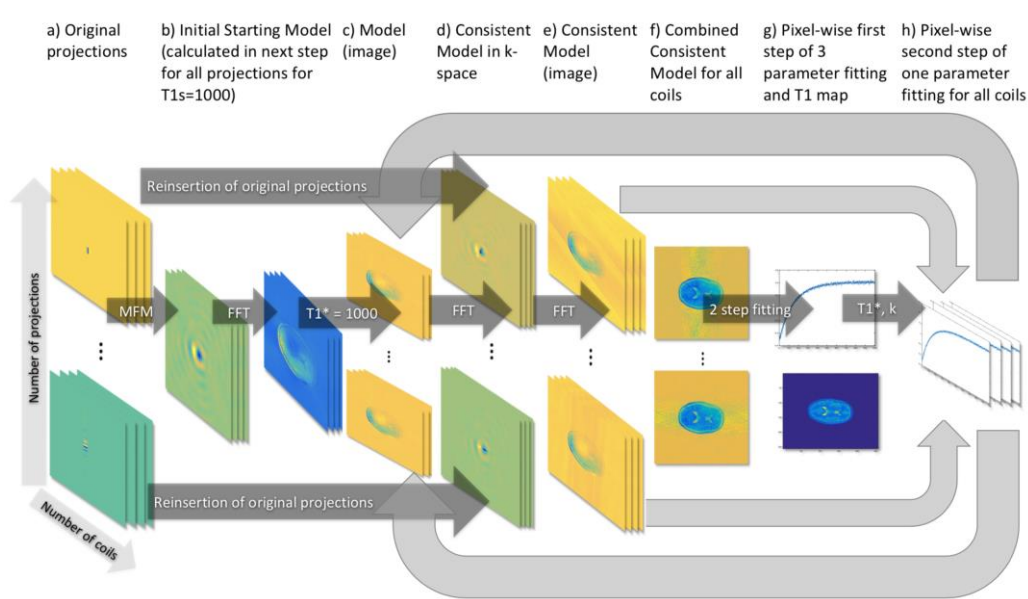 a) Original
projections
b) Initial Starting Model
(calculated in next step
for all projections for
T1s=1000)
c) Model
(image)
d) Consistent
Model in k-
space
e) Consistent
Model
(image)
f) Combined
Consistent
Model for all
coils
g) Pixel-wise first
step of 3
parameter fitting
and T1 map
h) Pixel-wise
second step of
one parameter
fitting for all coils
Reinsertion of original projections
Number of projections
MFM
FFT
T1* = 1000
FFT
FFT
2 step fitting
T1*, k
Reinsertion of original projections
Number of coils